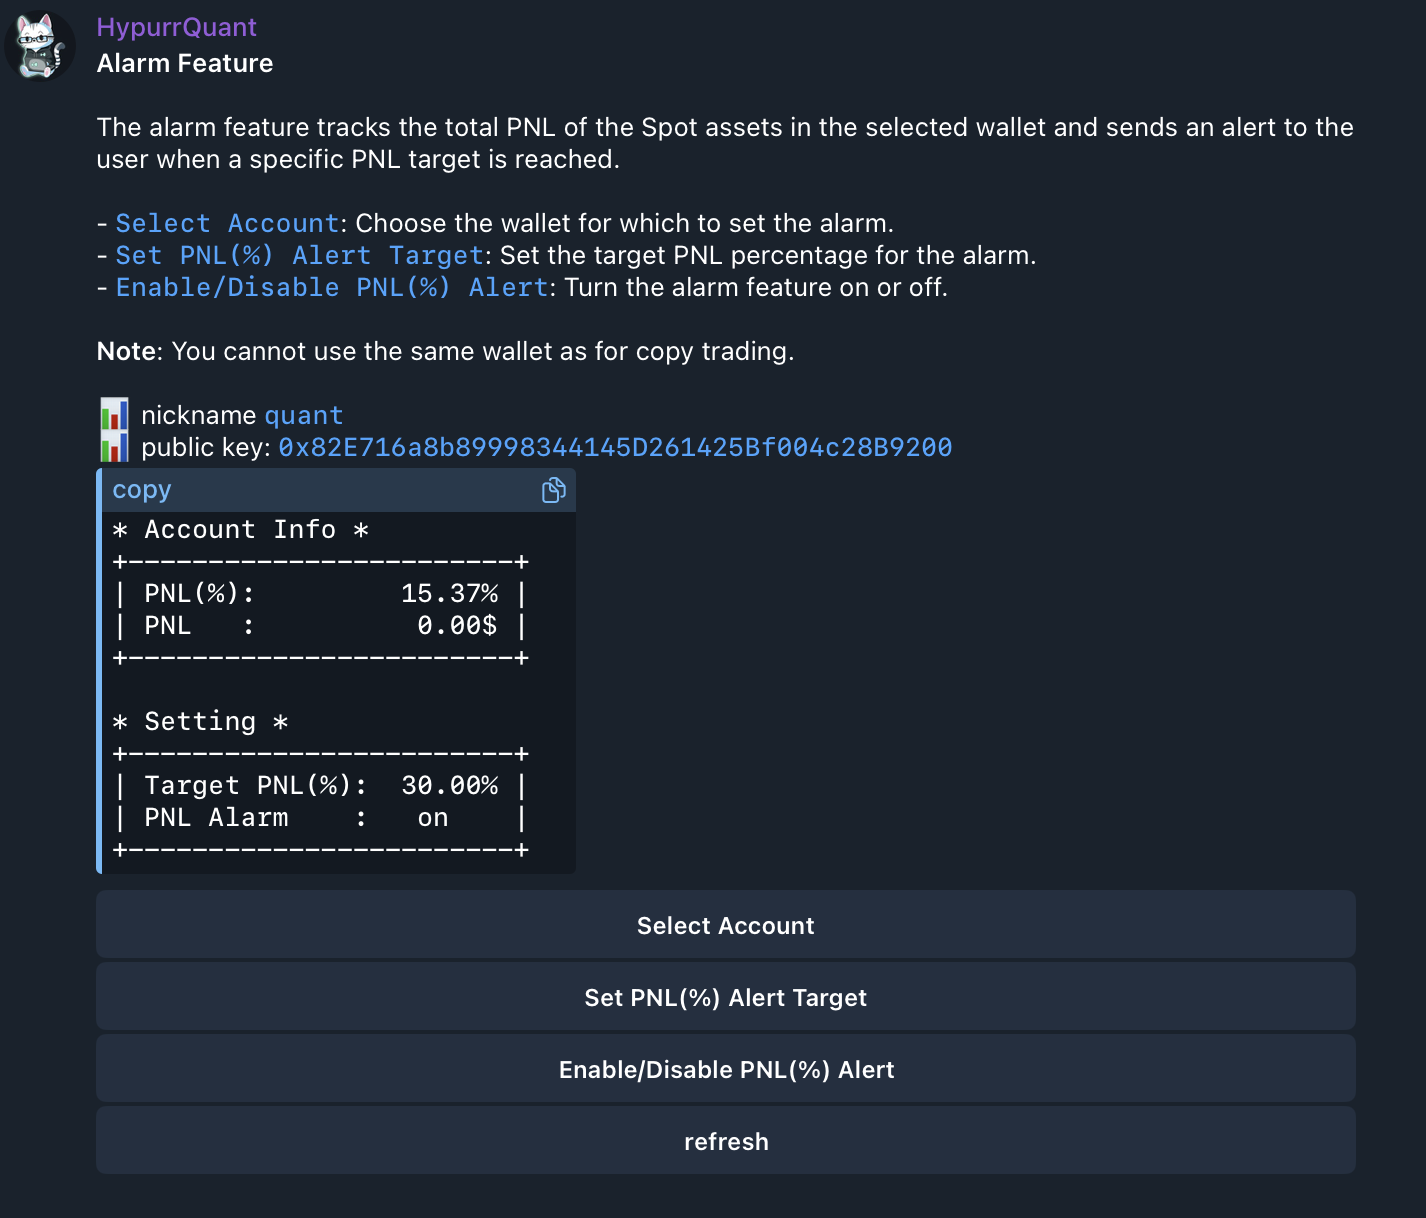 HypurrQuant
Alarm Feature
The alarm feature tracks the total PNL of the Spot assets in the selected wallet and sends an alert to the
user when a specific PNL target is reached.
- Select Account: Choose the wallet for which to set the alarm.
- Set PNL(%) Alert Target: Set the target PNL percentage for the alarm.
- Enable/Disable PNL(%) Alert: Turn the alarm feature on or off.
Note: You cannot use the same wallet as for copy trading.
nickname quant
public key: 0x82E716a8b89998344145D261425Bf004c28B9200
copy
* Account Info *
+------------------------+
| PNL(%):         15.37% |
| PNL   :          0.00$ |
+------------------------+
* Setting *
+------------------------+
| Target PNL(%):  30.00% |
| PNL Alarm    :   on    |
+------------------------+
Select Account
Set PNL(%) Alert Target
Enable/Disable PNL(%) Alert
refresh